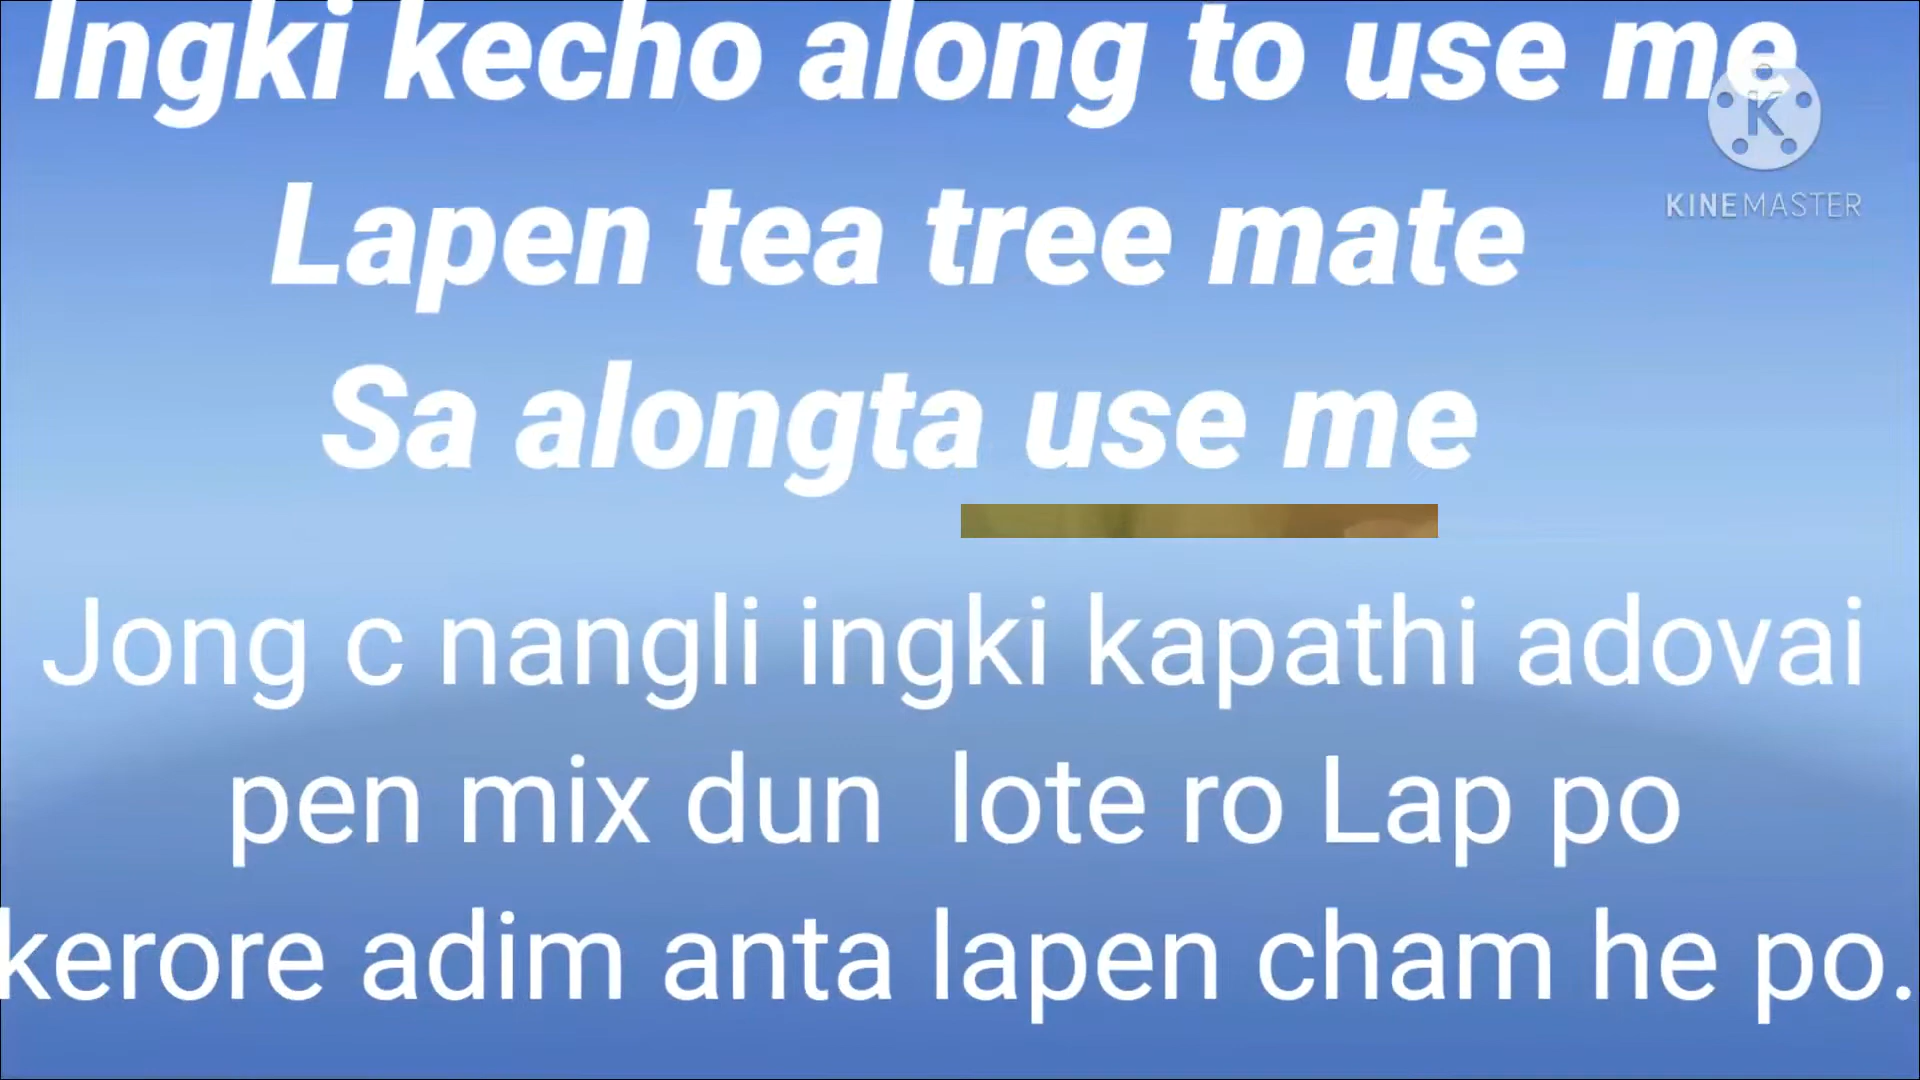 Ingki kecho along to use me
KINEMASTER
Lapen tea tree mate
Sa alongta use me
Jong c nangli ingki kapathi adovai
pen mix dun lote ro Lap po
kerore adim anta lapen cham he po.